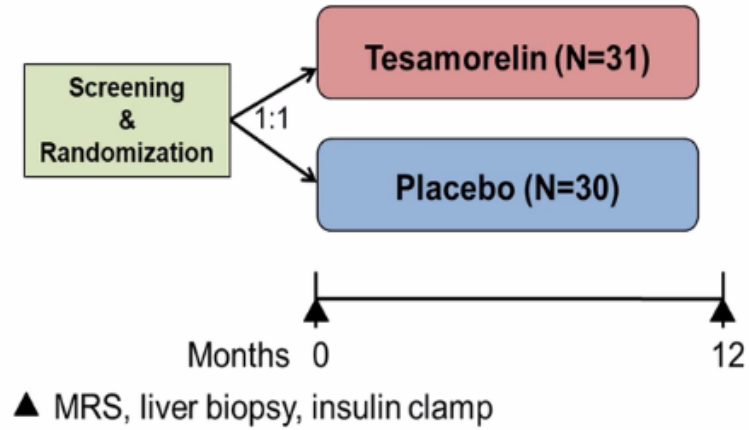 Screening
&
Randomization
1:1
Tesamorelin (N=31)
Placebo (N=30)
Months 0 12
▲ MRS, liver biopsy, insulin clamp